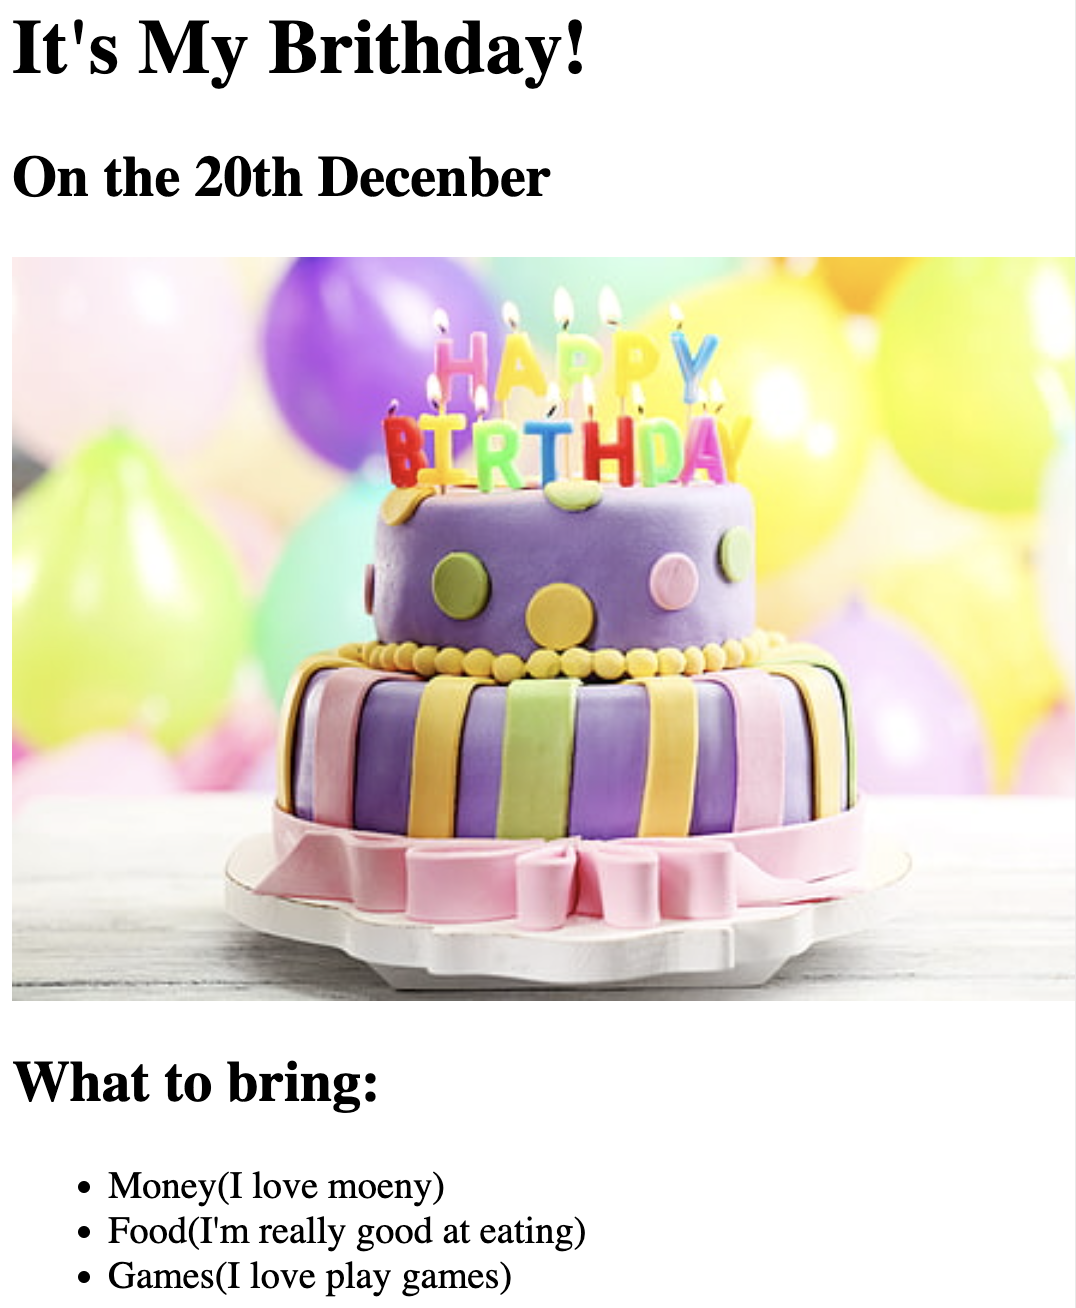 It's My Brithday!
On the 20th Decenber
HAPPY
BIRTHDAY
What to bring:
• Money(I love moeny)
• Food(I'm really good at eating)
• Games(I love play games)